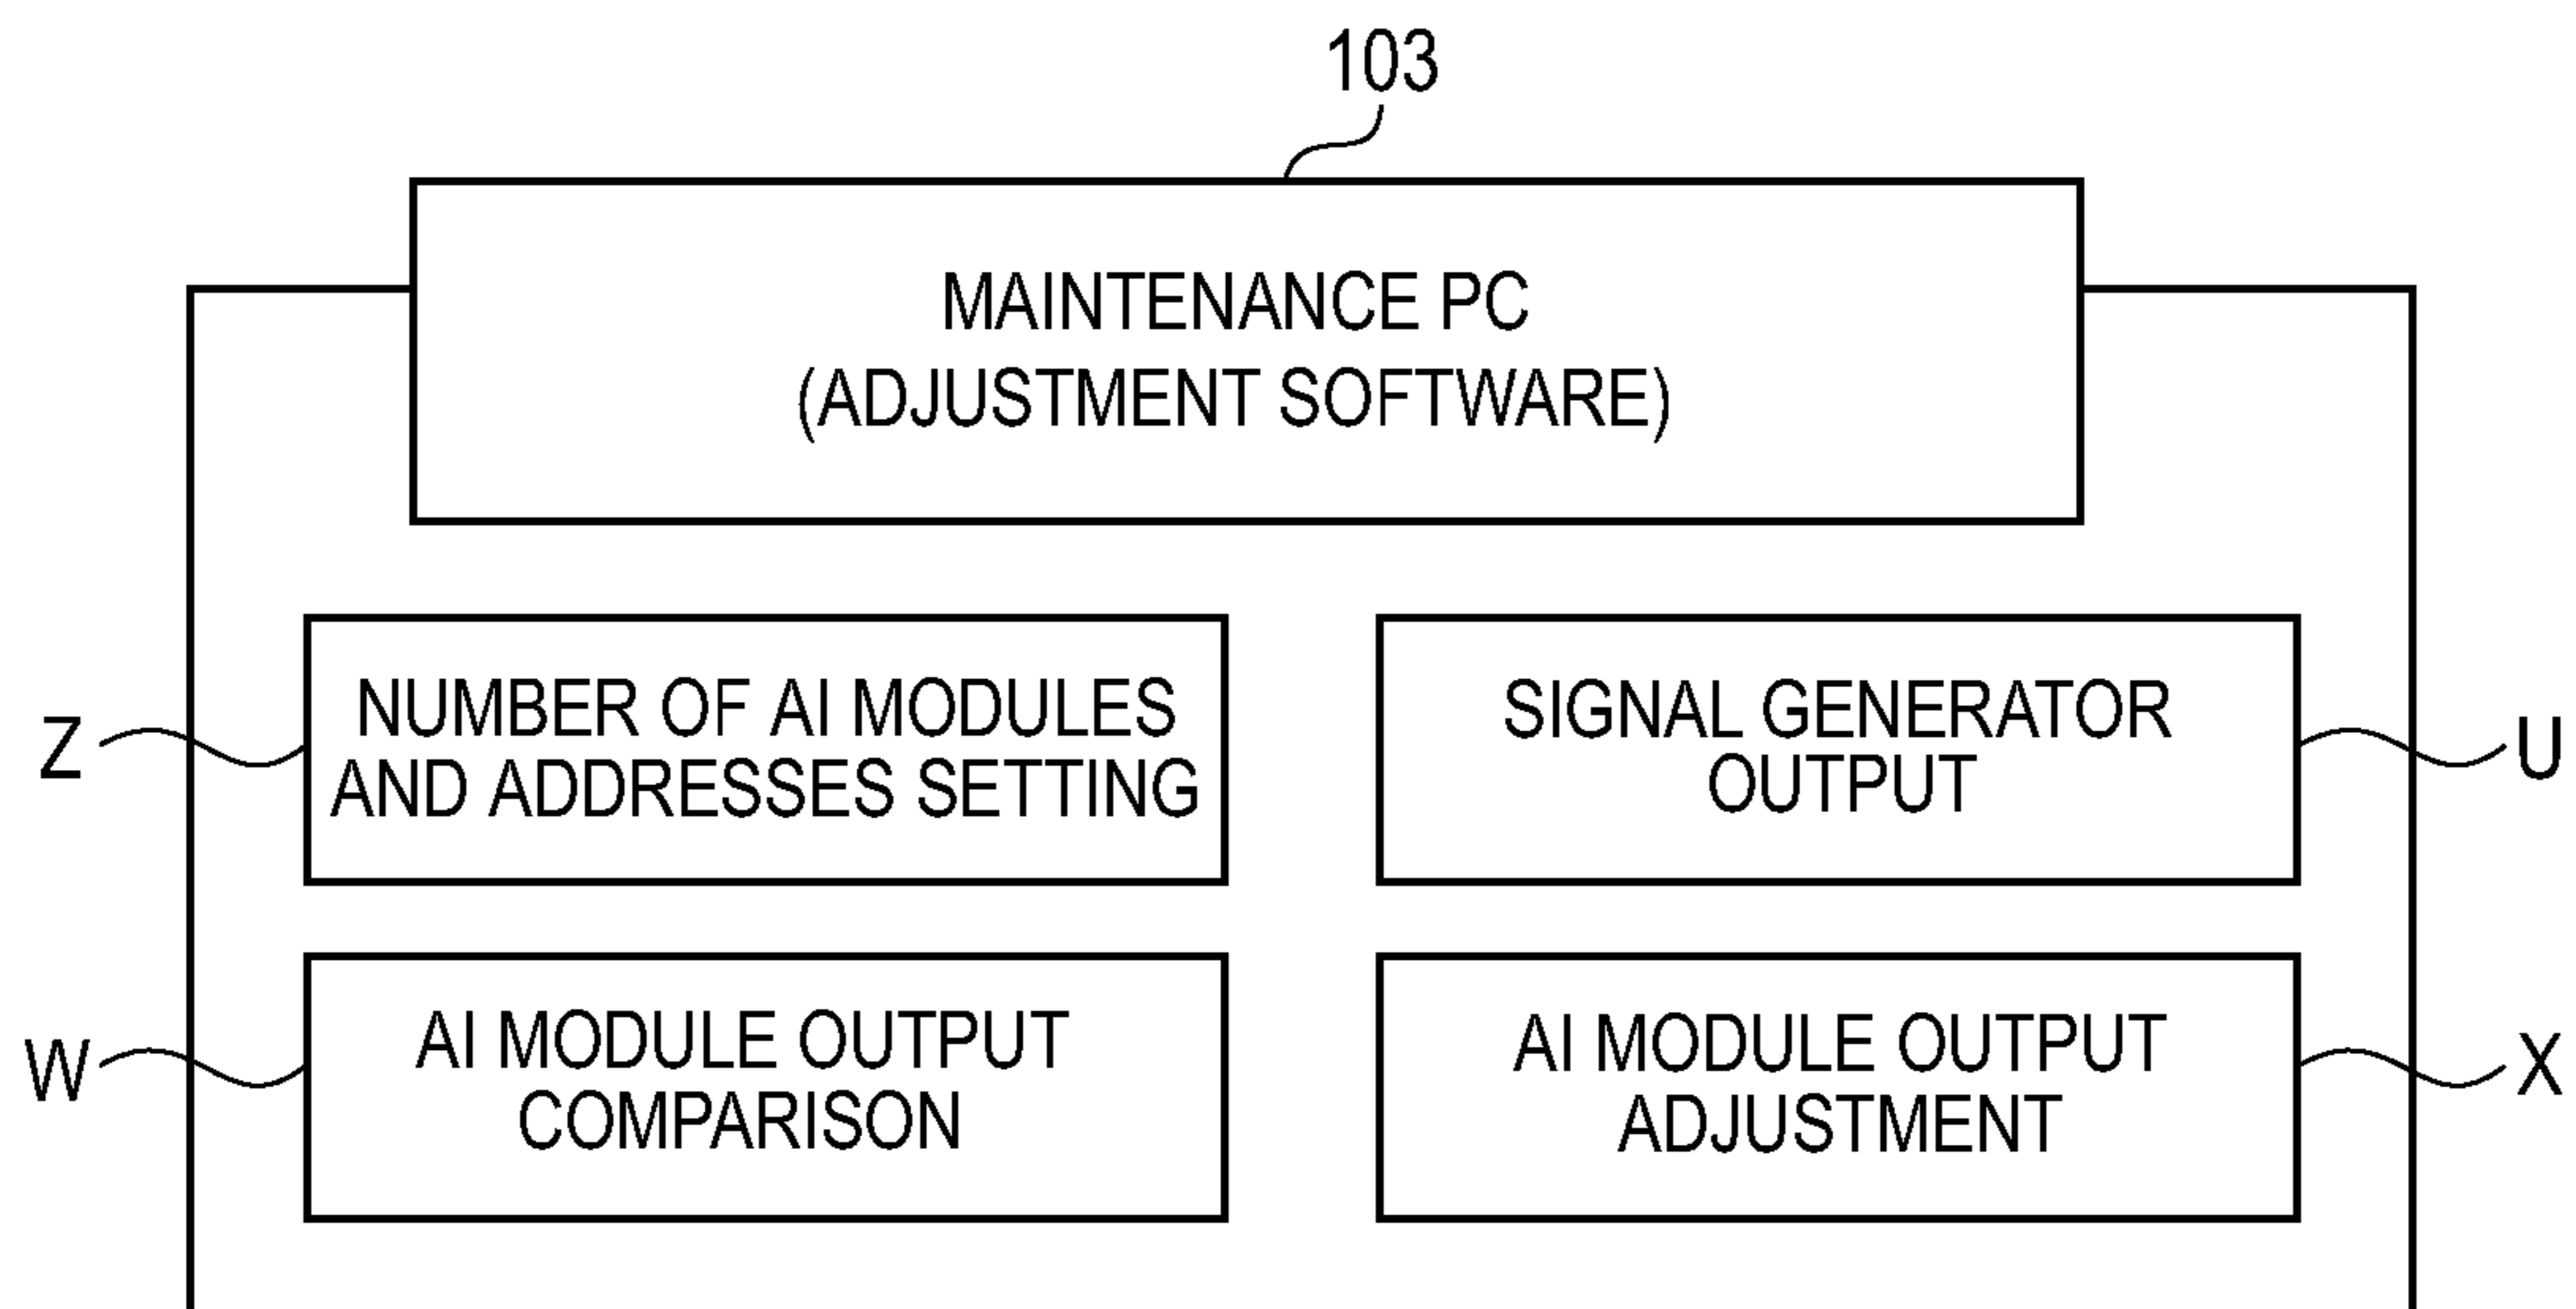 103
MAINTENANCE PC
(ADJUSTMENT SOFTWARE)
Z
NUMBER OF AI MODULES
AND ADDRESSES SETTING
SIGNAL GENERATOR
OUTPUT
U
W
AI MODULE OUTPUT
COMPARISON
AI MODULE OUTPUT
ADJUSTMENT
X